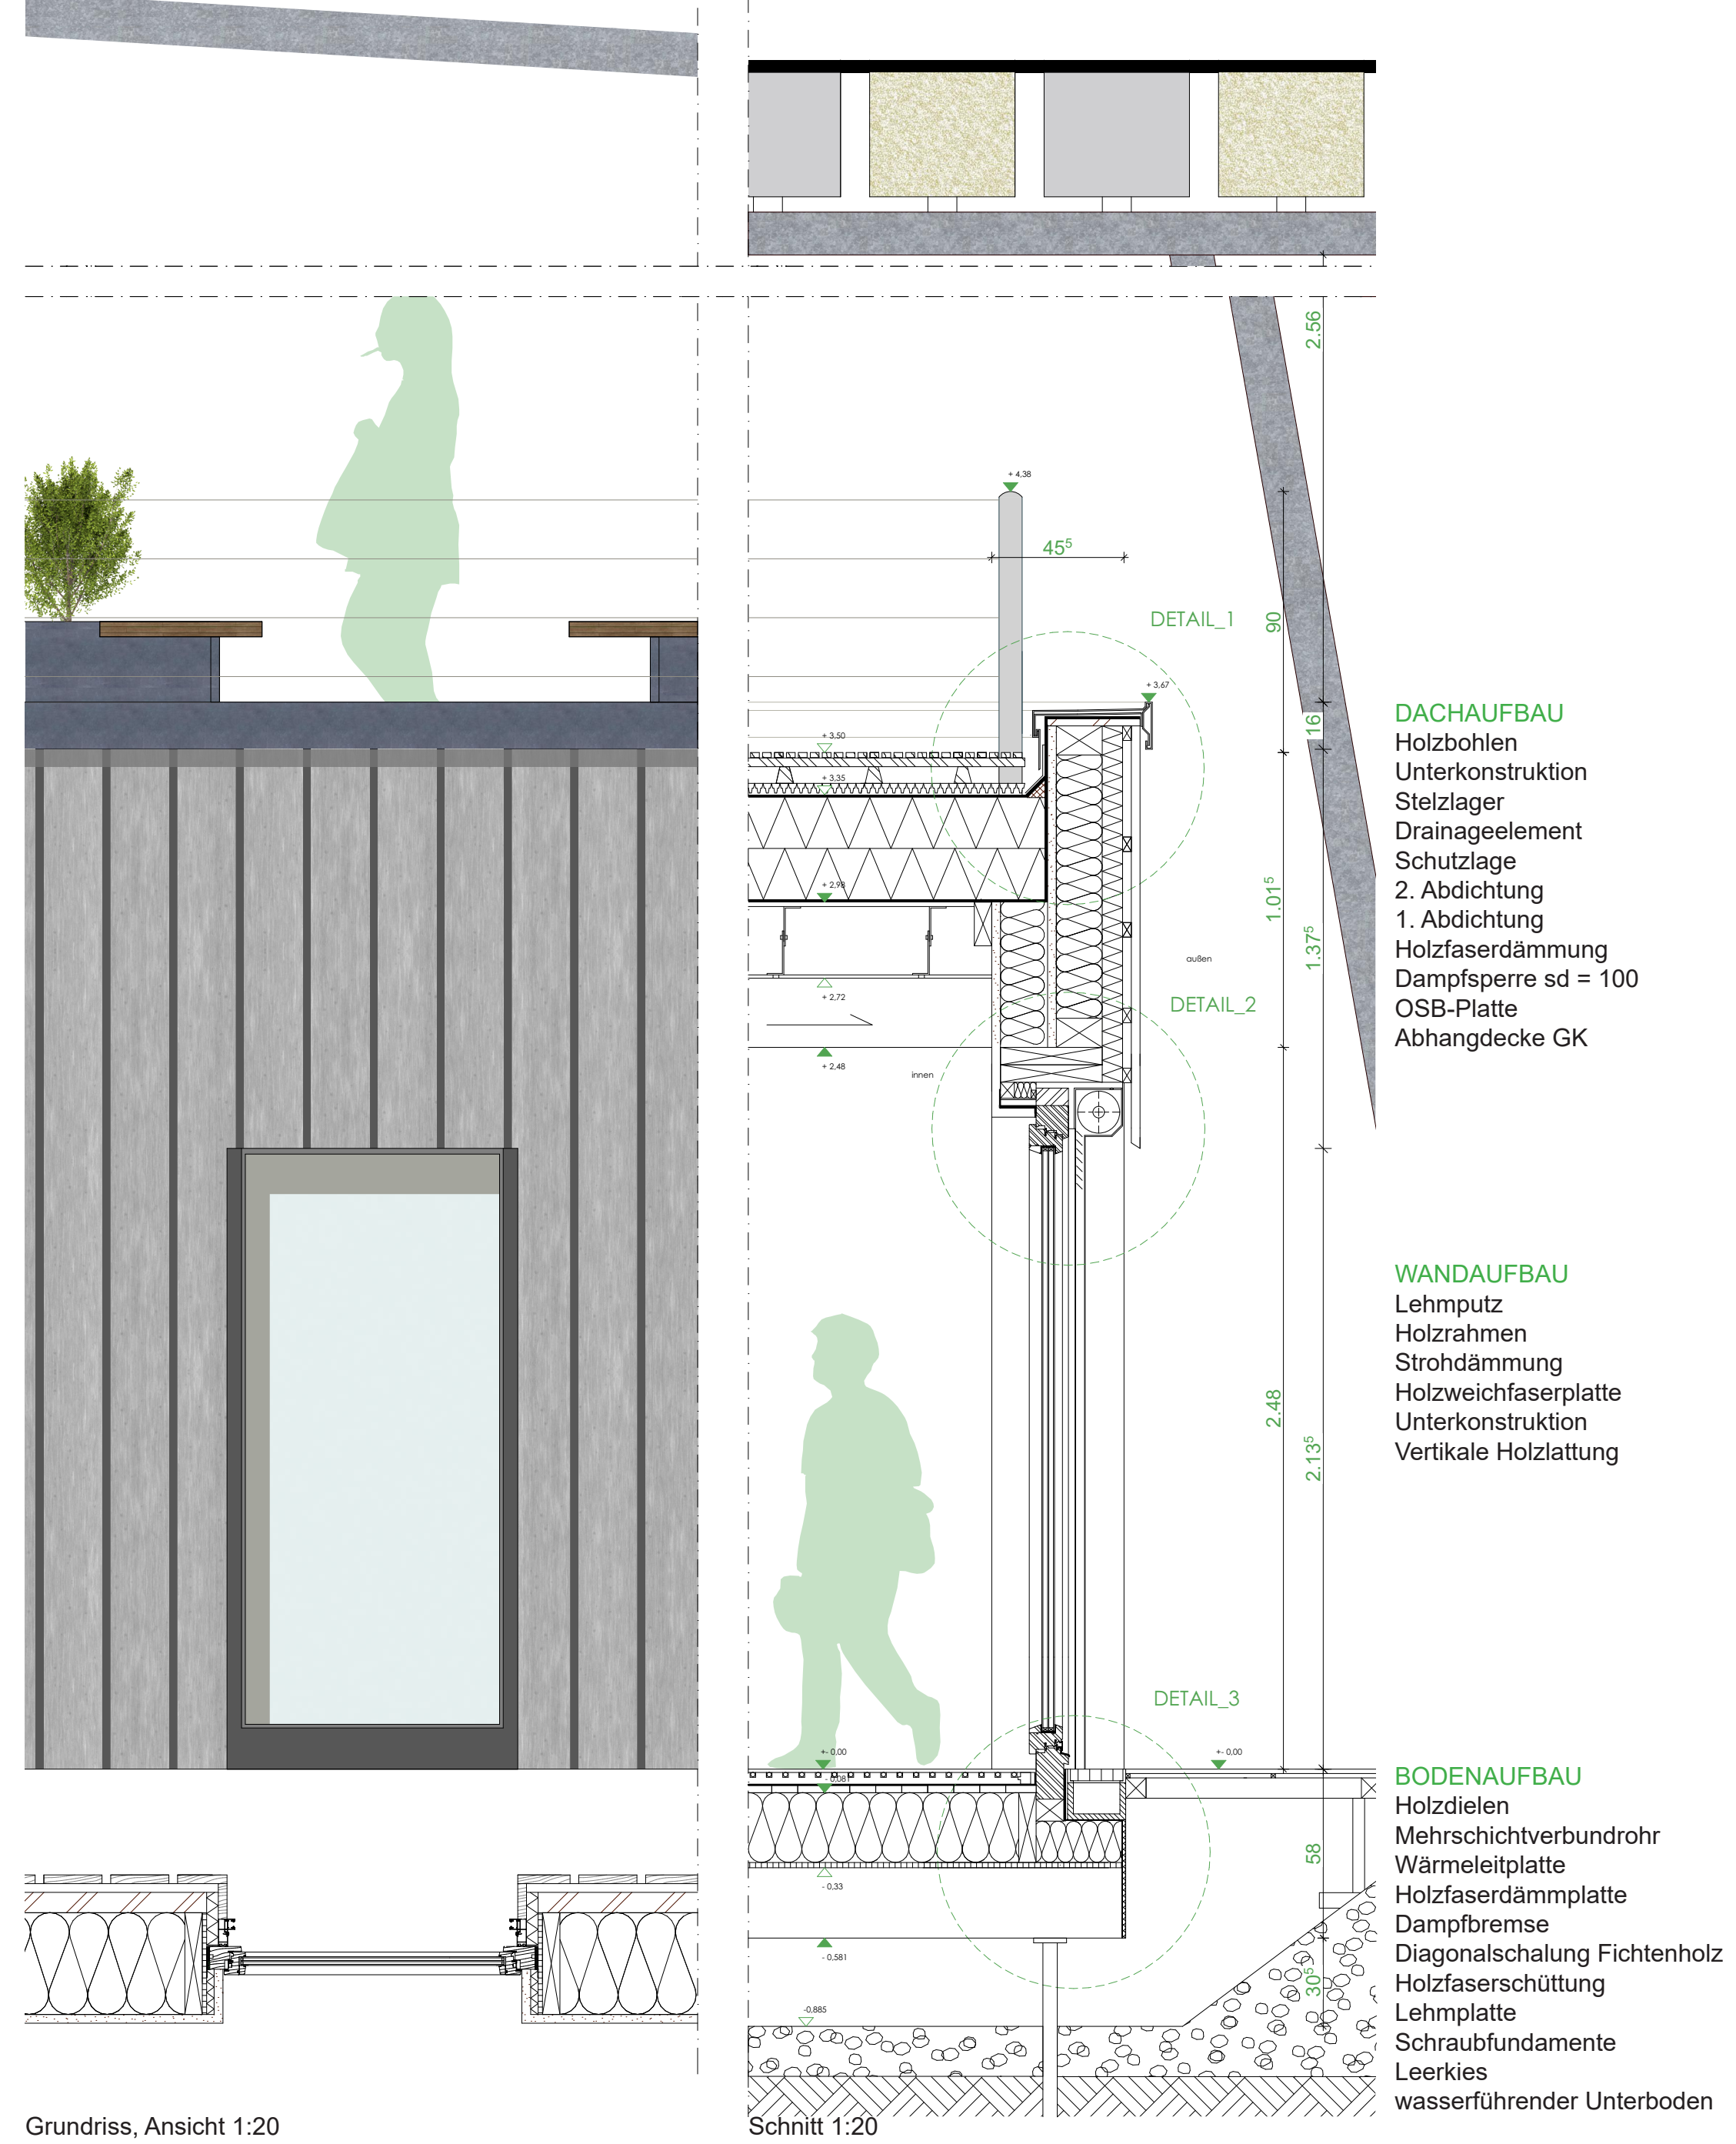 2.56
+ 4,38
45⁵
DETAIL_1
90
+ 3,67
16
+ 3,50
+ 3,35
+ 2,98
1.01⁵
1.37⁵
außen
+ 2,72
DETAIL_2
+ 2,48
innen
2.48
2.13⁵
DETAIL_3
+- 0,00
+- 0,00
- 0,081
58
- 0,33
- 0,581
30⁵
-0,885
DACHAUFBAU
Holzbohlen
Unterkonstruktion
Stelzlager
Drainageelement
Schutzlage
2. Abdichtung
1. Abdichtung
Holzfaserdämmung
Dampfsperre sd = 100
OSB-Platte
Abhangdecke GK
WANDAUFBAU
Lehmputz
Holzrahmen
Strohdämmung
Holzweichfaserplatte
Unterkonstruktion
Vertikale Holzlattung
BODENAUFBAU
Holzdielen
Mehrschichtverbundrohr
Wärmeleitplatte
Holzfaserdämmplatte
Dampfbremse
Diagonalschalung Fichtenholz
Holzfaserschüttung
Lehmplatte
Schraubfundamente
Leerkies
wasserführender Unterboden
Grundriss, Ansicht 1:20
Schnitt 1:20